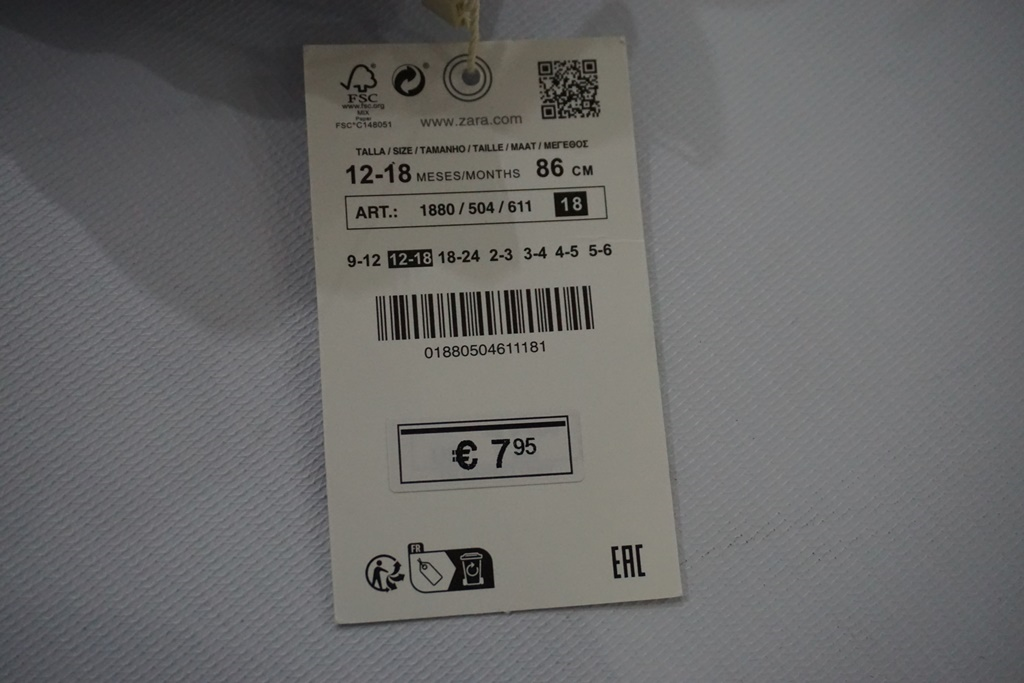 FSC
www.fsc.org
MIX
Paper
FSC® C148051
www.zara.com
TALLA / SIZE / TAMANHO / TAILLE / MAAT / ΜΕΓΕΘΟΣ
12-18 MESES/MONTHS 86 CM
ART.: 1880 / 504 / 611 18
9-12 12-18 18-24 2-3 3-4 4-5 5-6
01880504611181
€ 7 95
FR
EAC